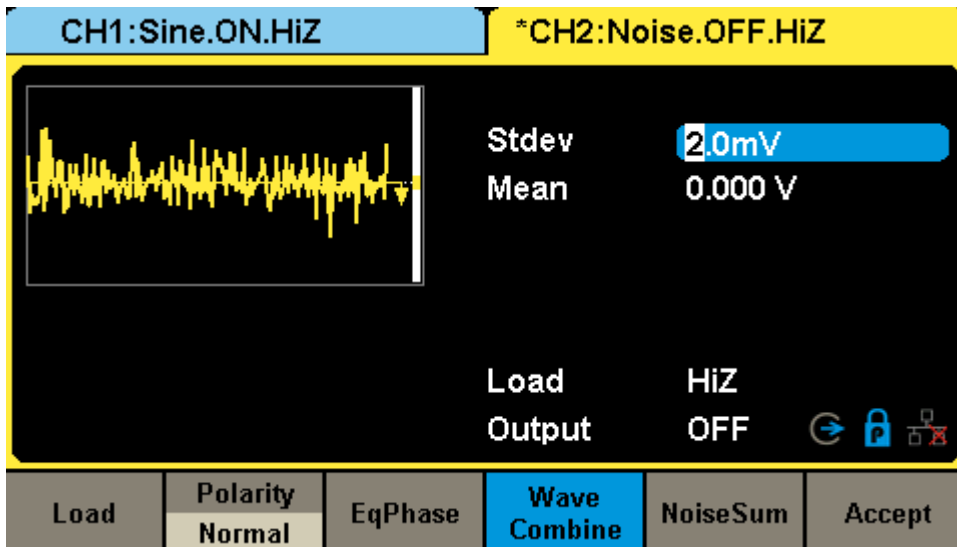 CH1:Sine.ON.HiZ
*CH2:Noise.OFF.HiZ
Stdev 2.0mV
Mean 0.000 V
Load HiZ
Output OFF
P
Load
Polarity
Normal
EqPhase
Wave
Combine
NoiseSum
Accept